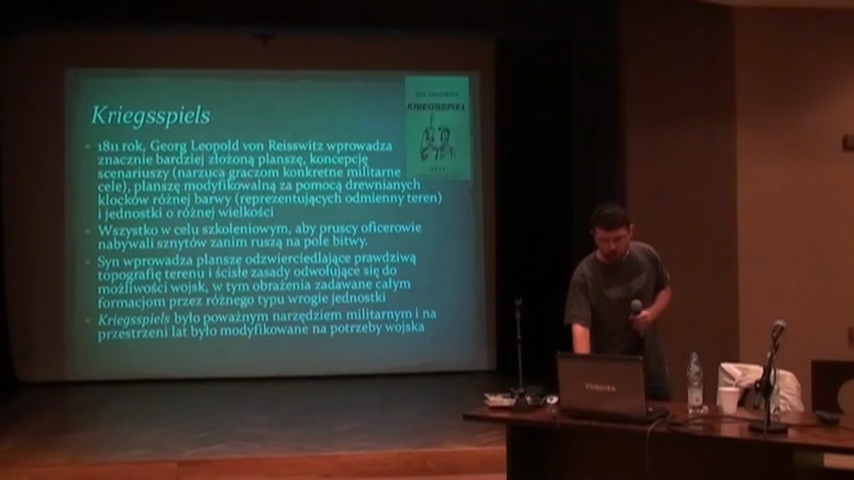 Kriegsspiels
KRIEGSSPIEL
1811 rok, Georg Leopold von Reisswitz wprowadza
znacznie bardziej złożoną planszę, koncepcję
scenariuszy (narzuca graczom konkretne militarne
cele), planszę modyfikowalną za pomocą drewnianych
klocków różnej barwy (reprezentujących odmienny teren)
i jednostki o różnej wielkości
Wszystko w celu szkoleniowym, aby pruscy oficerowie
nabywali sznytów zanim ruszą na pole bitwy.
Syn wprowadza plansze odzwierciedlające prawdziwą
topografię terenu i ścisłe zasady odwołujące się do
możliwości wojsk, w tym obrażenia zadawane całym
formacjom przez różnego typu wrogie jednostki
Kriegsspiels było poważnym narzędziem militarnym i na
przestrzeni lat było modyfikowane na potrzeby wojska
TOSHIBA